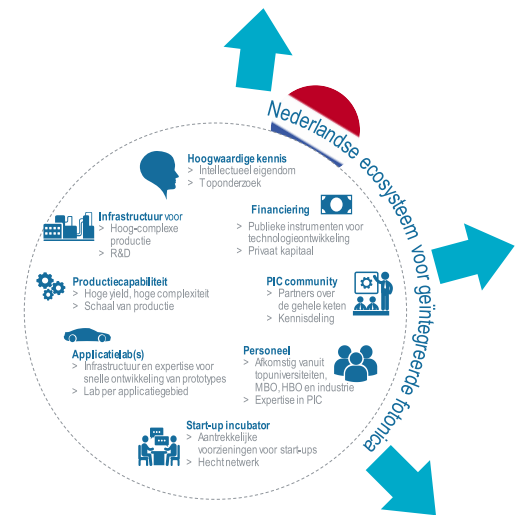 Nederlandse ecosysteem voor geïntegreerde fotonica
Hoogwaardige kennis
> Intellectueel eigendom
> Toponderzoek
Infrastructuur voor
> Hoog-complexe
productie
> R&D
Financiering
> Publieke instrumenten voor
technologieontwikkeling
> Privaat kapitaal
Productiecapabiliteit
> Hoge yield, hoge complexiteit
> Schaal van productie
PIC community
> Partners over
de gehele keten
> Kennisdeling
Applicatielab(s)
> Infrastructuur en expertise voor
snelle ontwikkeling van prototypes
> Lab per applicatiegebied
Personeel
> Afkomstig vanuit
topuniversiteiten,
MBO, HBO en industrie
> Expertise in PIC
Start-up incubator
> Aantrekkelijke
voorzieningen voor start-ups
> Hecht netwerk